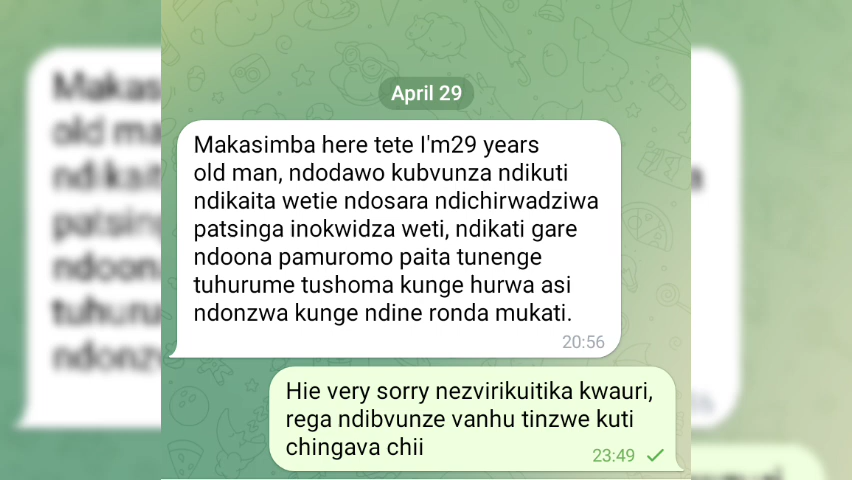 April 29
Makasimba here tete I'm29 years
old man, ndodawo kubvunza ndikuti
ndikaita wetie ndosara ndichirwadziwa
patsinga inokwidza weti, ndikati gare
ndoona pamuromo paita tunenge
tuhurume tushoma kunge hurwa asi
ndonzwa kunge ndine ronda mukati.
20:56
Hie very sorry nezvirikuitika kwauri,
rega ndibvunze vanhu tinzwe kuti
chingava chii
23:49